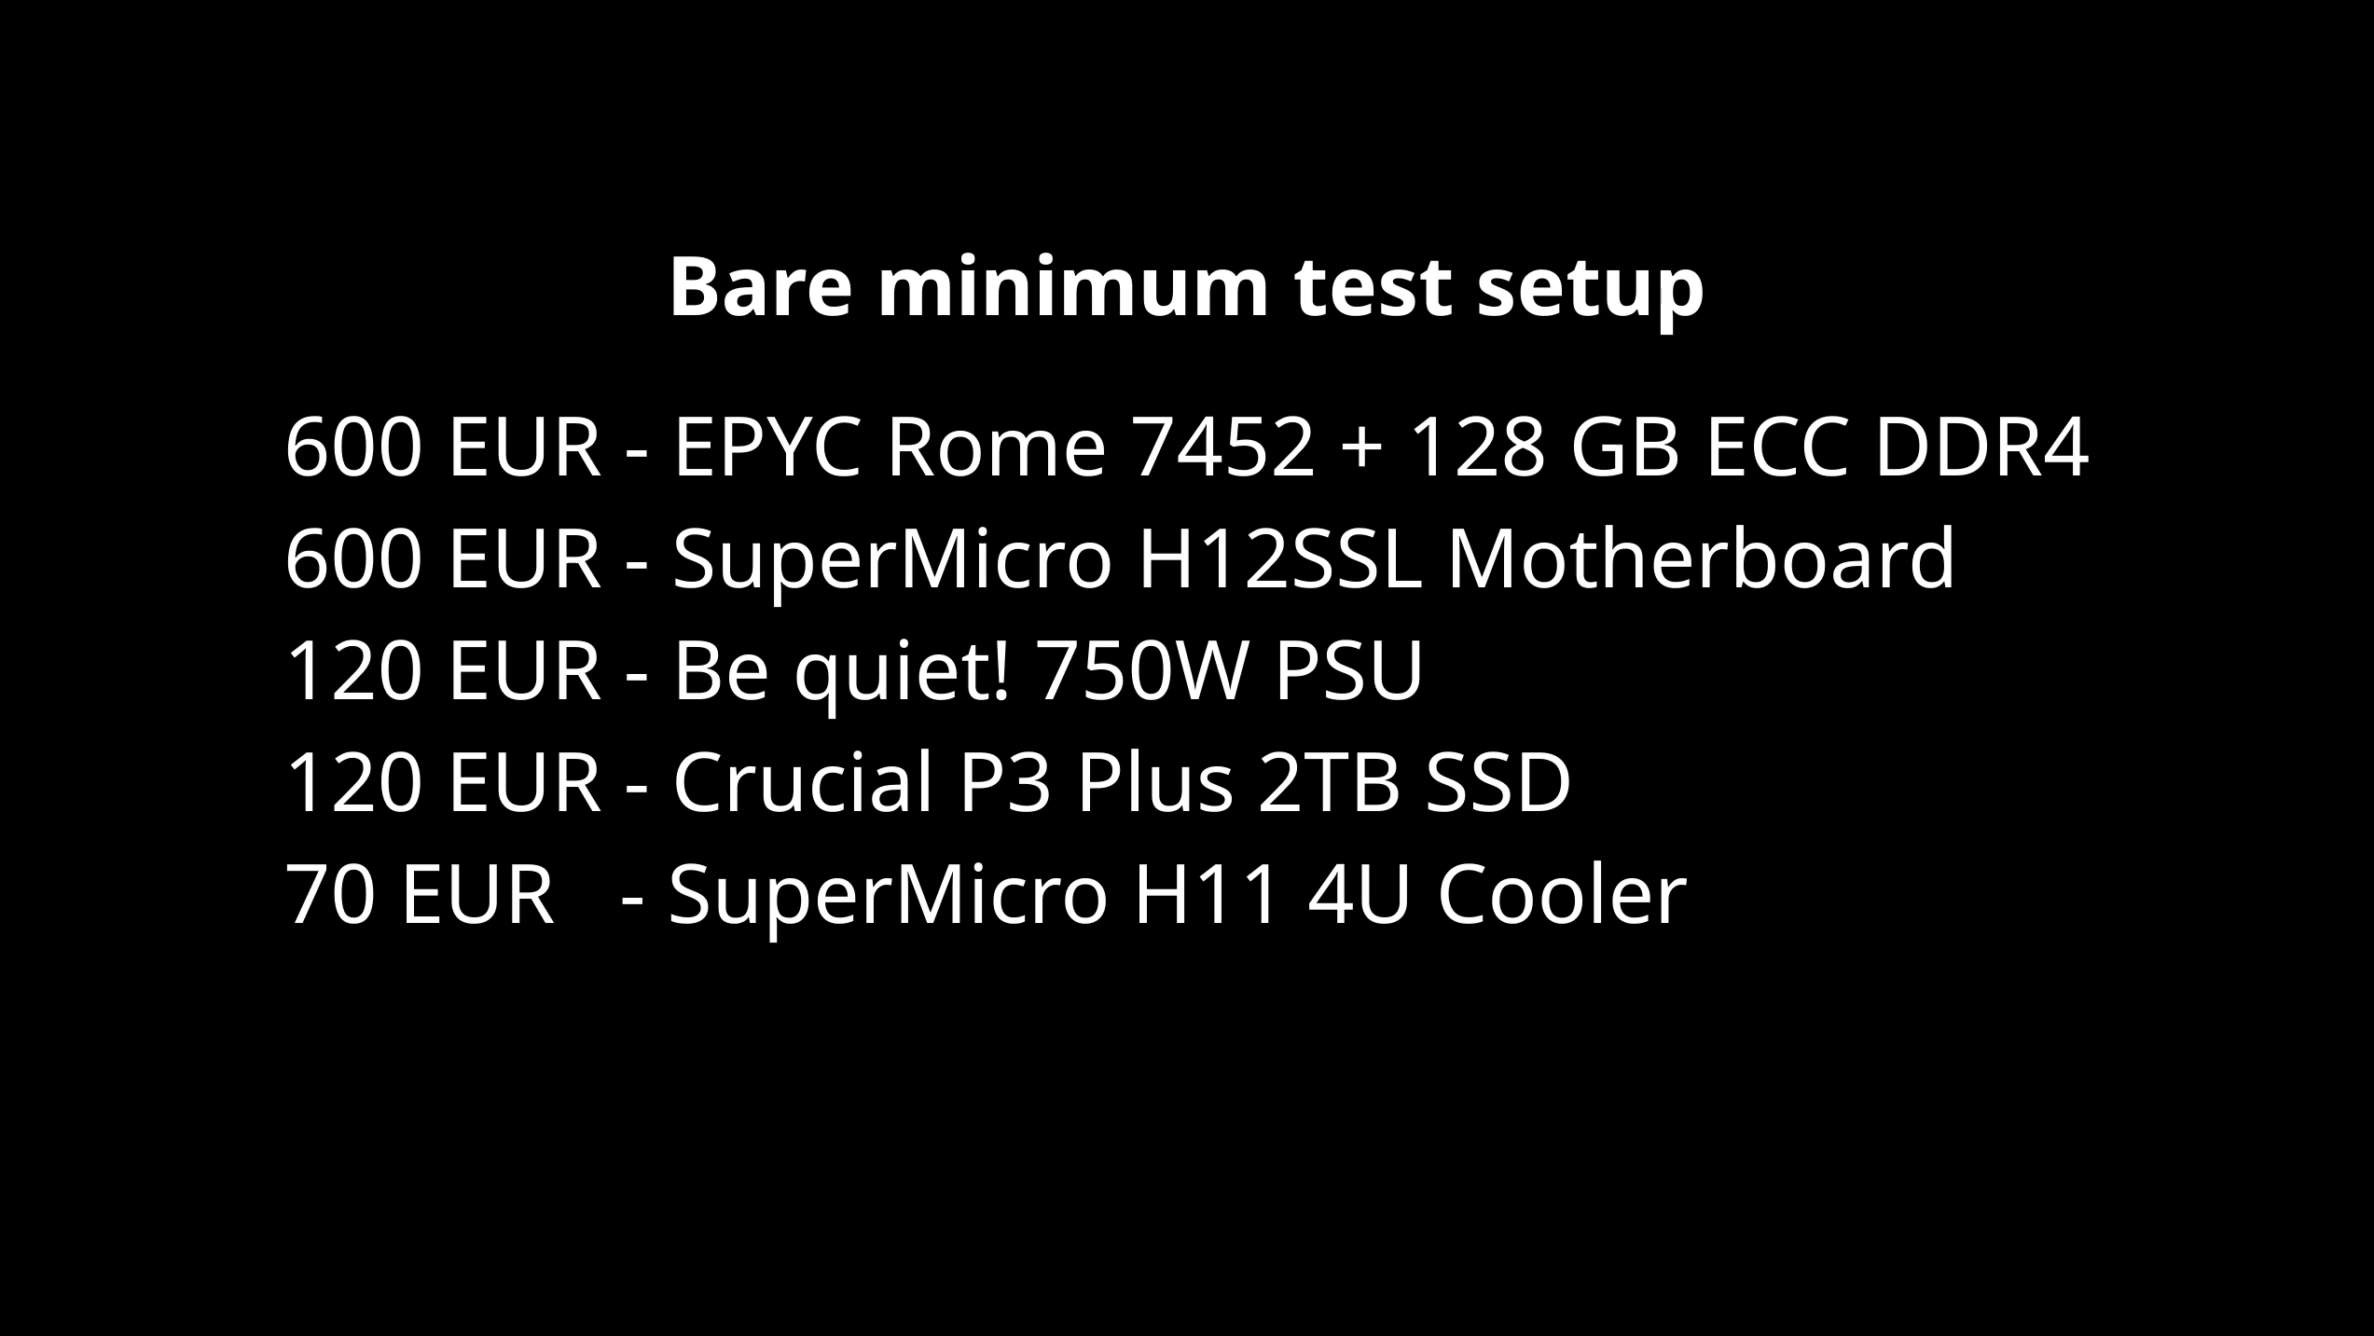 Bare minimum test setup
600 EUR - EPYC Rome 7452 + 128 GB ECC DDR4
600 EUR - SuperMicro H12SSL Motherboard
120 EUR - Be quiet! 750W PSU
120 EUR - Crucial P3 Plus 2TB SSD
70 EUR - SuperMicro H11 4U Cooler